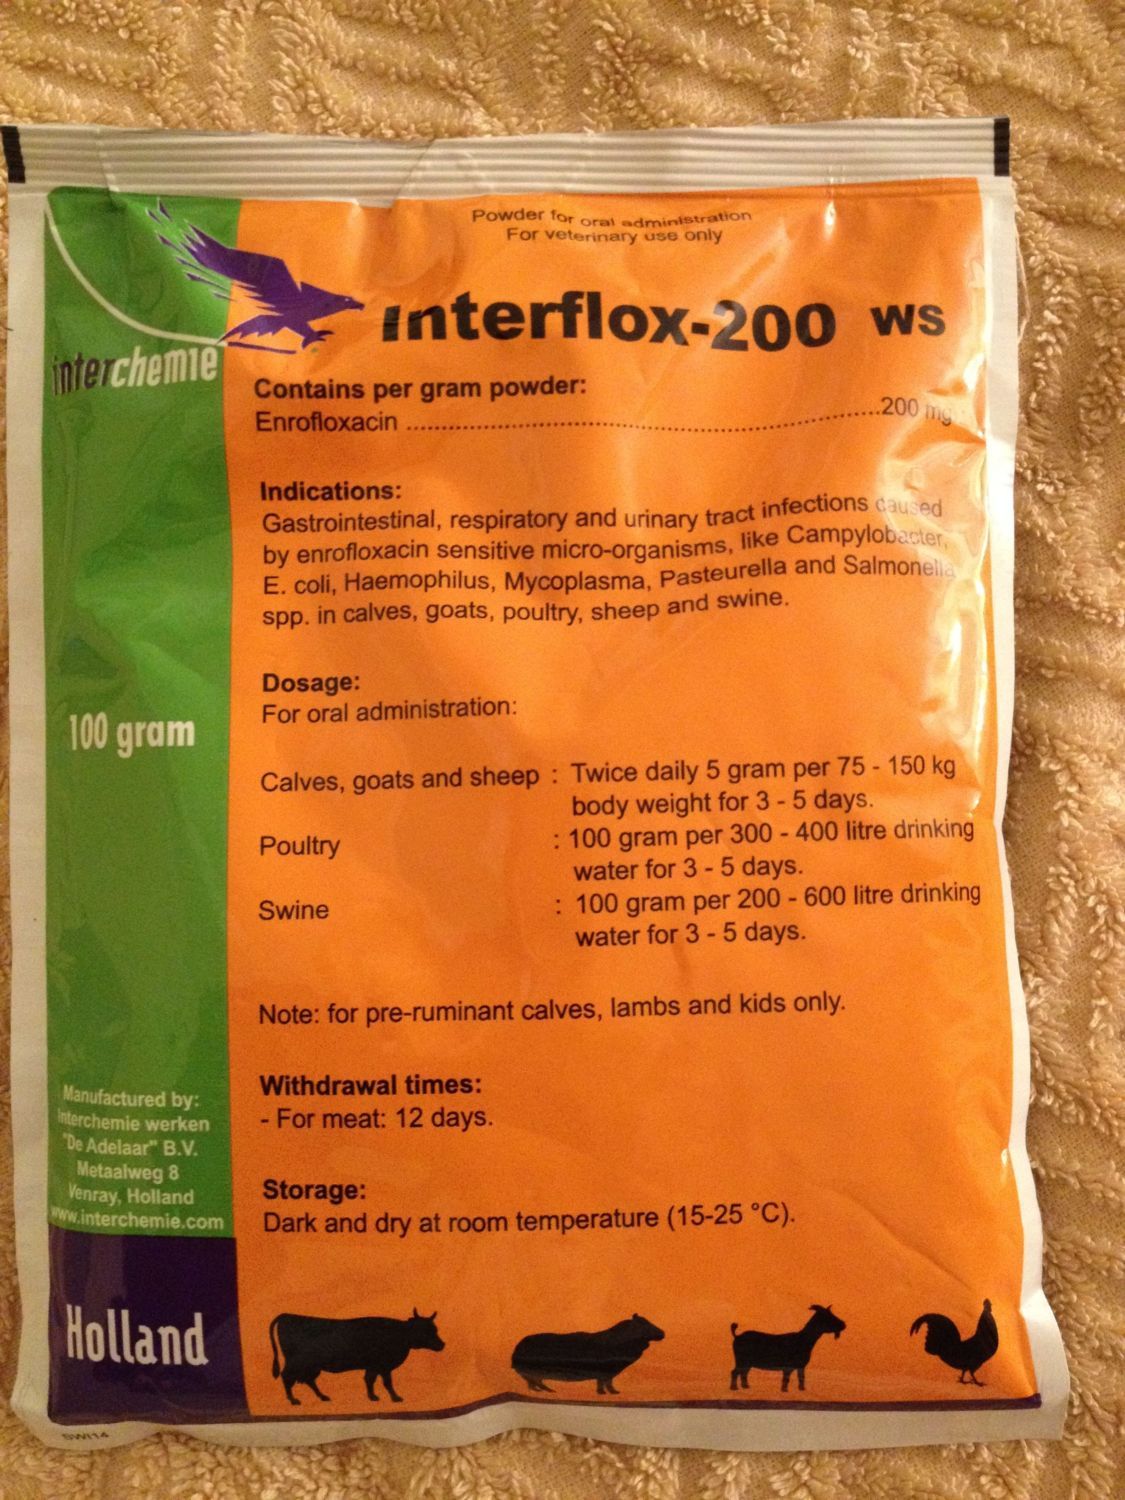 Powder for oral administration
For veterinary use only
Interflox-200 WS
interchemie
Contains per gram powder:
Enrofloxacin ..........................................................................200 mg
Indications:
Gastrointestinal, respiratory and urinary tract infections caused
by enrofloxacin sensitive micro-organisms, like Campylobacter,
E. coli, Haemophilus, Mycoplasma, Pasteurella and Salmonella
spp. in calves, goats, poultry, sheep and swine.
Dosage:
For oral administration:
100 gram
Calves, goats and sheep : Twice daily 5 gram per 75 - 150 kg
body weight for 3 - 5 days.
Poultry : 100 gram per 300 - 400 litre drinking
water for 3 - 5 days.
Swine : 100 gram per 200 - 600 litre drinking
water for 3 - 5 days.
Note: for pre-ruminant calves, lambs and kids only.
Withdrawal times:
- For meat: 12 days.
Storage:
Dark and dry at room temperature (15-25 °C).
Manufactured by:
Interchemie werken
"De Adelaar" B.V.
Metaalweg 8
Venray, Holland
www.interchemie.com
Holland
SWI14